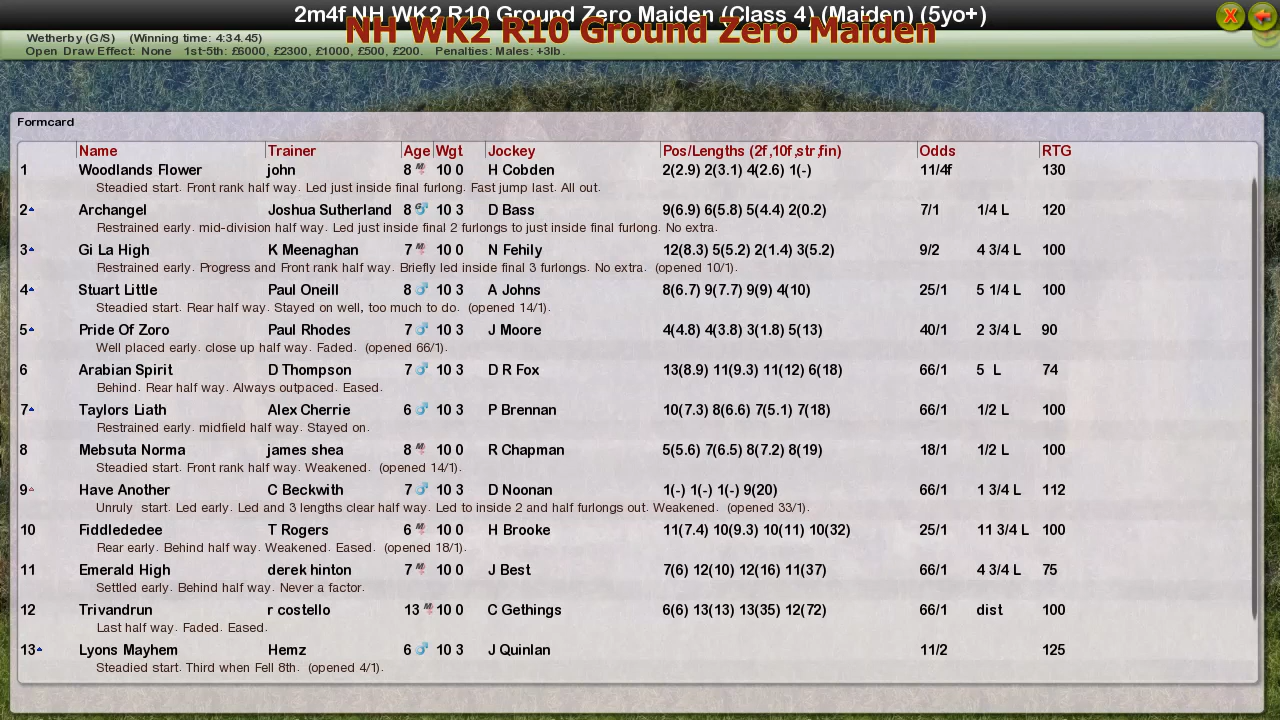 2m4f NH WK2 R10 Ground Zero Maiden (Class 4) (Maiden) (5yo+)
NH WK2 R10 Ground Zero Maiden
Wetherby (G/S) (Winning time: 4:34.45)
Open Draw Effect: None 1st-5th: £6000, £2300, £1000, £500, £200. Penalties: Males: +3lb.
Formcard
Name Trainer Age Wgt Jockey Pos/Lengths (2f,10f,str,fin) Odds RTG
1 Woodlands Flower john 8 10 0 H Cobden 2(2.9) 2(3.1) 4(2.6) 1(-) 11/4f 130
Steadied start. Front rank half way. Led just inside final furlong. Fast jump last. All out.
2 Archangel Joshua Sutherland 8 10 3 D Bass 9(6.9) 6(5.8) 5(4.4) 2(0.2) 7/1 1/4 L 120
Restrained early. mid-division half way. Led just inside final 2 furlongs to just inside final furlong. No extra.
3 Gi La High K Meenaghan 7 10 0 N Fehily 12(8.3) 5(5.2) 2(1.4) 3(5.2) 9/2 4 3/4 L 100
Restrained early. Progress and Front rank half way. Briefly led inside final 3 furlongs. No extra. (opened 10/1).
4 Stuart Little Paul Oneill 8 10 3 A Johns 8(6.7) 9(7.7) 9(9) 4(10) 25/1 5 1/4 L 100
Steadied start. Rear half way. Stayed on well, too much to do. (opened 14/1).
5 Pride Of Zoro Paul Rhodes 7 10 3 J Moore 4(4.8) 4(3.8) 3(1.8) 5(13) 40/1 2 3/4 L 90
Well placed early. close up half way. Faded. (opened 66/1).
6 Arabian Spirit D Thompson 7 10 3 D R Fox 13(8.9) 11(9.3) 11(12) 6(18) 66/1 5 L 74
Behind. Rear half way. Always outpaced. Eased.
7 Taylors Liath Alex Cherrie 6 10 3 P Brennan 10(7.3) 8(6.6) 7(5.1) 7(18) 66/1 1/2 L 100
Restrained early. midfield half way. Stayed on.
8 Mebsuta Norma james shea 8 10 0 R Chapman 5(5.6) 7(6.5) 8(7.2) 8(19) 18/1 1/2 L 100
Steadied start. Front rank half way. Weakened. (opened 14/1).
9 Have Another C Beckwith 7 10 3 D Noonan 1(-) 1(-) 1(-) 9(20) 66/1 1 3/4 L 112
Unruly start. Led early. Led and 3 lengths clear half way. Led to inside 2 and half furlongs out. Weakened. (opened 33/1).
10 Fiddlededee T Rogers 6 10 0 H Brooke 11(7.4) 10(9.3) 10(11) 10(32) 25/1 11 3/4 L 100
Rear early. Behind half way. Weakened. Eased. (opened 18/1).
11 Emerald High derek hinton 7 10 0 J Best 7(6) 12(10) 12(16) 11(37) 66/1 4 3/4 L 75
Settled early. Behind half way. Never a factor.
12 Trivandrun r costello 13 10 0 C Gethings 6(6) 13(13) 13(35) 12(72) 66/1 dist 100
Last half way. Faded. Eased.
13 Lyons Mayhem Hemz 6 10 3 J Quinlan 11/2 125
Steadied start. Third when Fell 8th. (opened 4/1).